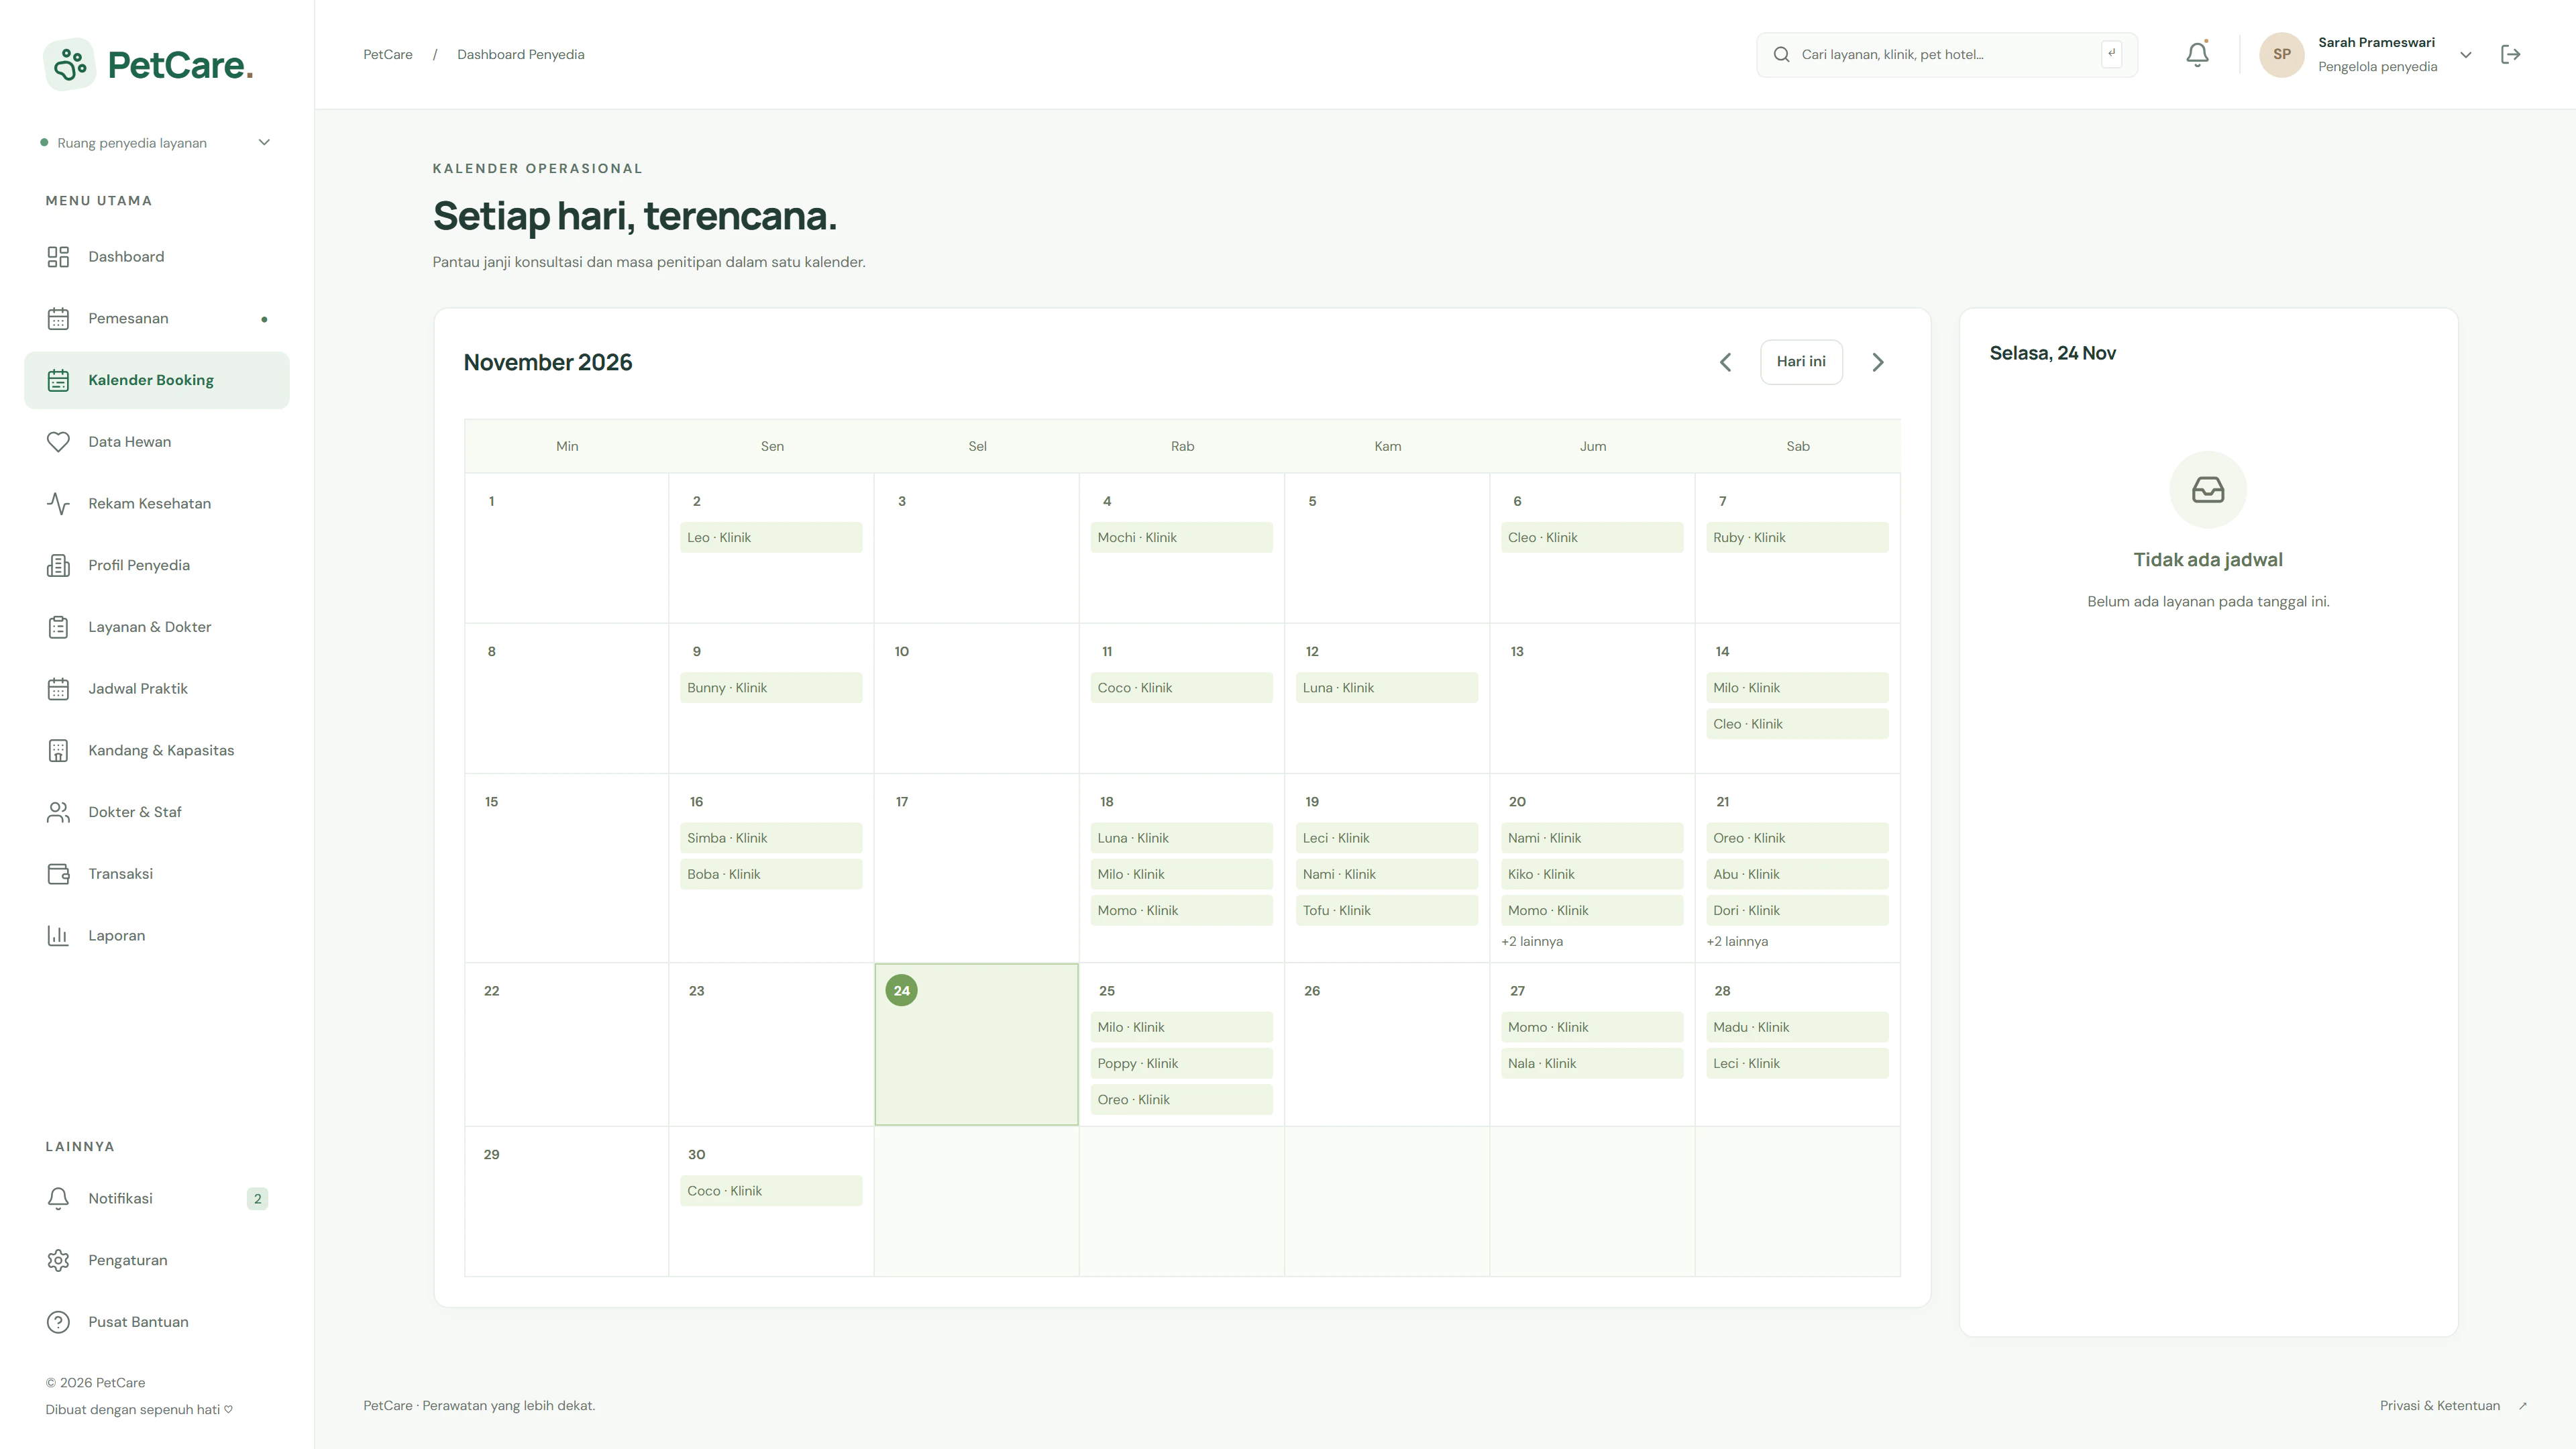 PetCare.
Ruang penyedia layanan
MENU UTAMA
Dashboard
Pemesanan
Kalender Booking
Data Hewan
Rekam Kesehatan
Profil Penyedia
Layanan & Dokter
Jadwal Praktik
Kandang & Kapasitas
Dokter & Staf
Transaksi
Laporan
LAINNYA
Notifikasi 2
Pengaturan
Pusat Bantuan
© 2026 PetCare
Dibuat dengan sepenuh hati ♡
PetCare / Dashboard Penyedia
Cari layanan, klinik, pet hotel... ↵
SP
Sarah Prameswari
Pengelola penyedia
KALENDER OPERASIONAL
Setiap hari, terencana.
Pantau janji konsultasi dan masa penitipan dalam satu kalender.
November 2026
Hari ini
Min Sen Sel Rab Kam Jum Sab
1 2 3 4 5 6 7
Leo · Klinik Mochi · Klinik Cleo · Klinik Ruby · Klinik
8 9 10 11 12 13 14
Bunny · Klinik Coco · Klinik Luna · Klinik Milo · Klinik
Cleo · Klinik
15 16 17 18 19 20 21
Simba · Klinik Luna · Klinik Leci · Klinik Nami · Klinik Oreo · Klinik
Boba · Klinik Milo · Klinik Nami · Klinik Kiko · Klinik Abu · Klinik
Momo · Klinik Tofu · Klinik Momo · Klinik Dori · Klinik
+2 lainnya +2 lainnya
22 23 24 25 26 27 28
Milo · Klinik Momo · Klinik Madu · Klinik
Poppy · Klinik Nala · Klinik Leci · Klinik
Oreo · Klinik
29 30
Coco · Klinik
Selasa, 24 Nov
Tidak ada jadwal
Belum ada layanan pada tanggal ini.
PetCare · Perawatan yang lebih dekat.
Privasi & Ketentuan ↗